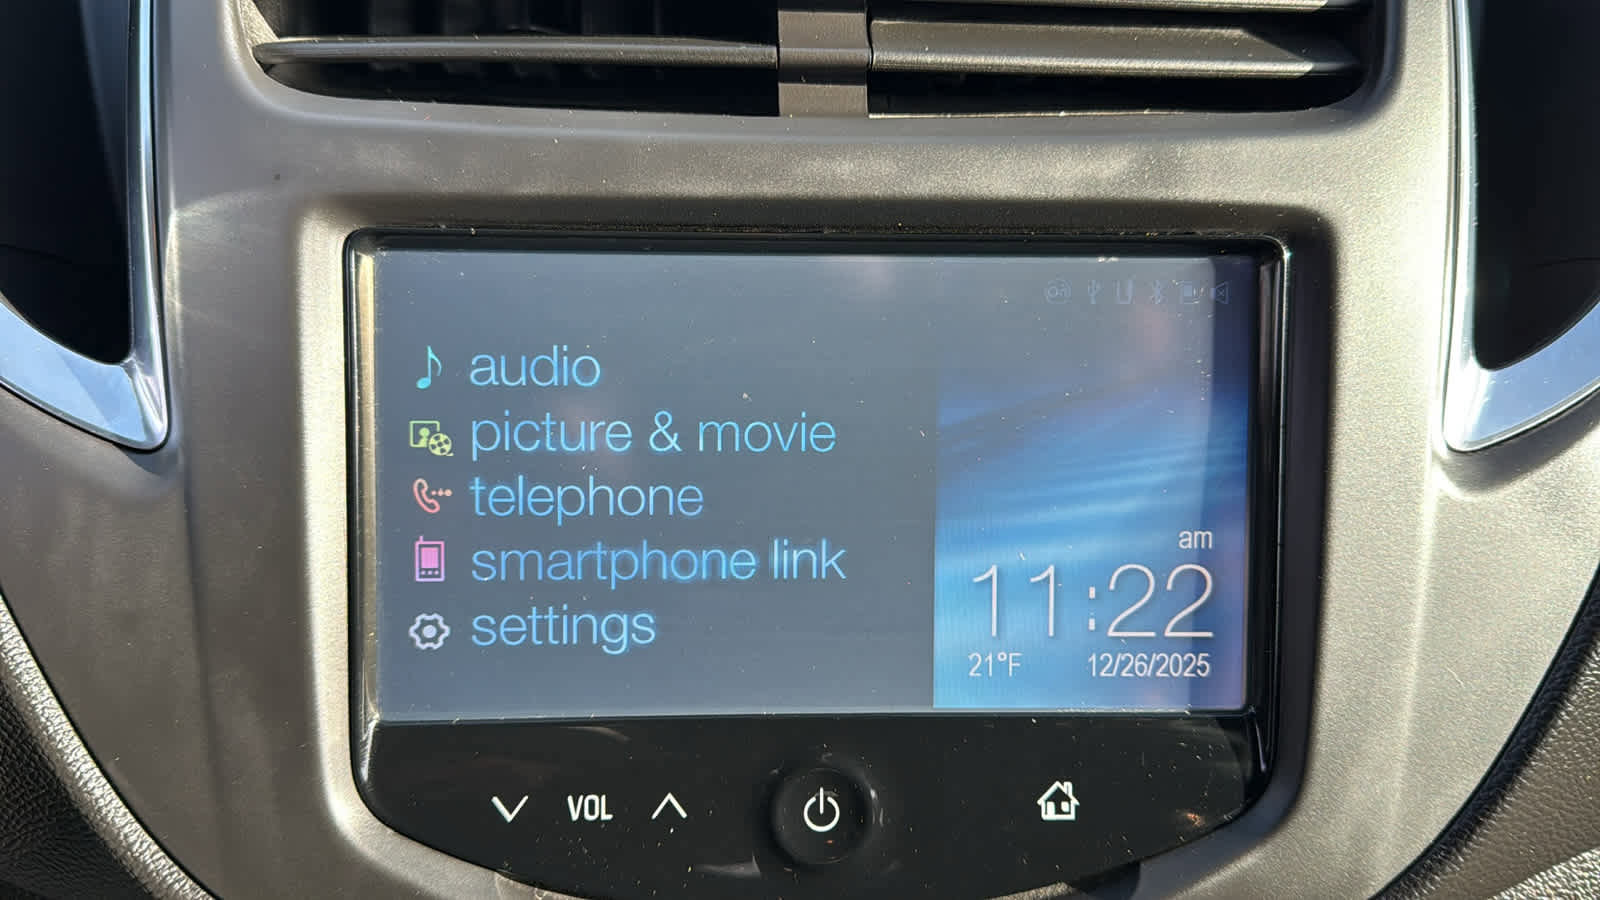 audio
picture & movie
telephone
smartphone link
settings
am
11:22
21°F 12/26/2025
VOL